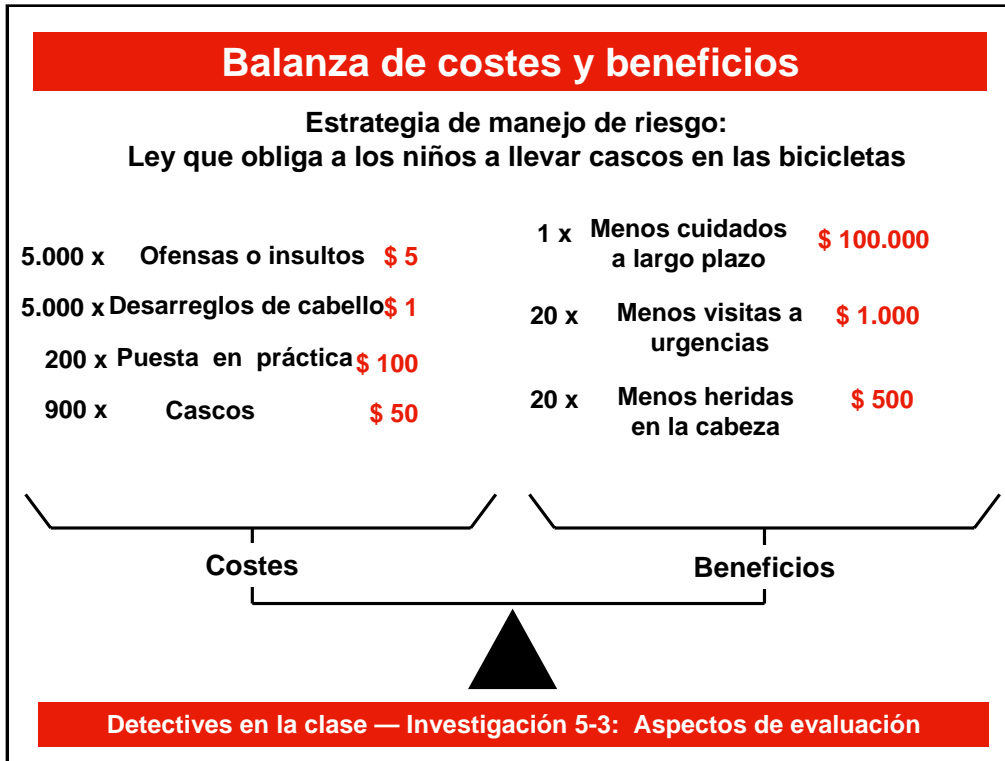 Balanza de costes y beneficios
Estrategia de manejo de riesgo:
Ley que obliga a los niños a llevar cascos en las bicicletas
5.000 x Ofensas o insultos $ 5
5.000 x Desarreglos de cabello $ 1
200 x Puesta en práctica $ 100
900 x Cascos $ 50
1 x Menos cuidados $ 100.000
a largo plazo
20 x Menos visitas a $ 1.000
urgencias
20 x Menos heridas $ 500
en la cabeza
Costes
Beneficios
Detectives en la clase — Investigación 5-3: Aspectos de evaluación